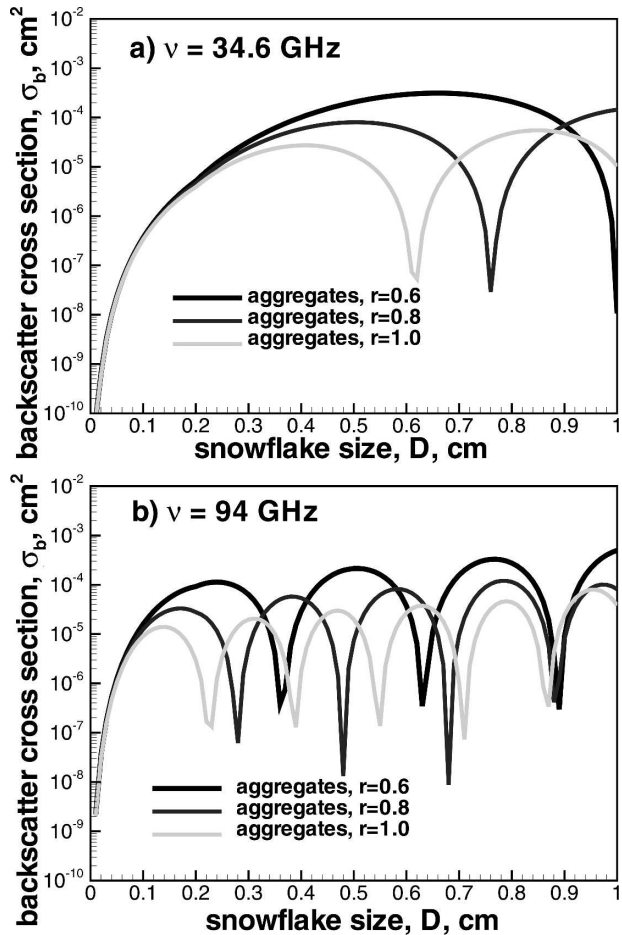 a) ν = 34.6 GHz
backscatter cross section, σb, cm²
10⁻²
10⁻³
10⁻⁴
10⁻⁵
10⁻⁶
10⁻⁷
10⁻⁸
10⁻⁹
10⁻¹⁰
aggregates, r=0.6
aggregates, r=0.8
aggregates, r=1.0
0 0.1 0.2 0.3 0.4 0.5 0.6 0.7 0.8 0.9 1
snowflake size, D, cm
b) ν = 94 GHz
backscatter cross section, σb, cm²
10⁻²
10⁻³
10⁻⁴
10⁻⁵
10⁻⁶
10⁻⁷
10⁻⁸
10⁻⁹
10⁻¹⁰
aggregates, r=0.6
aggregates, r=0.8
aggregates, r=1.0
0 0.1 0.2 0.3 0.4 0.5 0.6 0.7 0.8 0.9 1
snowflake size, D, cm